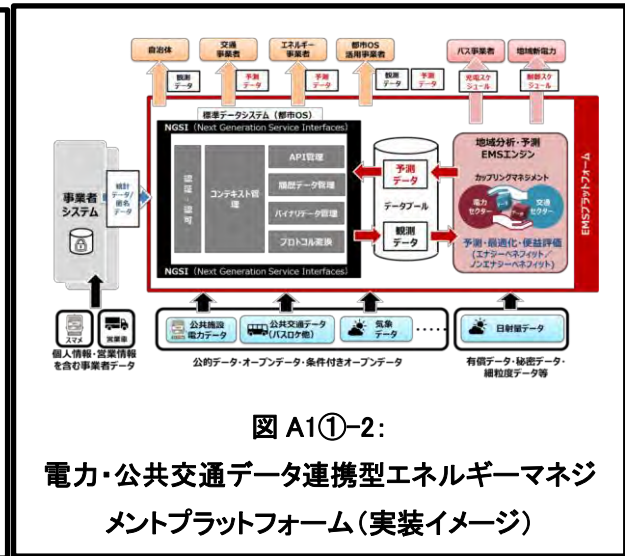 自治体
交通
事業者
エネルギー
事業者
都市OS
活用事業者
バス事業者
地域新電力
観測
データ
予測
データ
予測
データ
観測
データ
予測
データ
充電スケ
ジュール
制御スケ
ジュール
標準データシステム（都市OS）
NGSI（Next Generation Service Interfaces）
認証・認可
コンテキスト管
理
API管理
履歴データ管理
バイナリデータ管理
プロトコル変換
NGSI（Next Generation Service Interfaces）
事業者
システム
統計
データ/
匿名
データ
予測
データ
データプール
観測
データ
地域分析・予測
EMSエンジン
カップリングマネジメント
電力
セクター
交通
セクター
予測・最適化・便益評価
（エナジーベネフィット／
ノンエナジーベネフィット）
EMSプラットフォーム
スマメ
営業車
個人情報・営業情報
を含む事業者データ
公共施設
電力データ
公共交通データ
（バスロケ他）
気象
データ
・・・・・
日射量データ
公的データ・オープンデータ・条件付きオープンデータ
有償データ・秘密データ・
細粒度データ等
図 A1①-2：
電力・公共交通データ連携型エネルギーマネジ
メントプラットフォーム（実装イメージ）